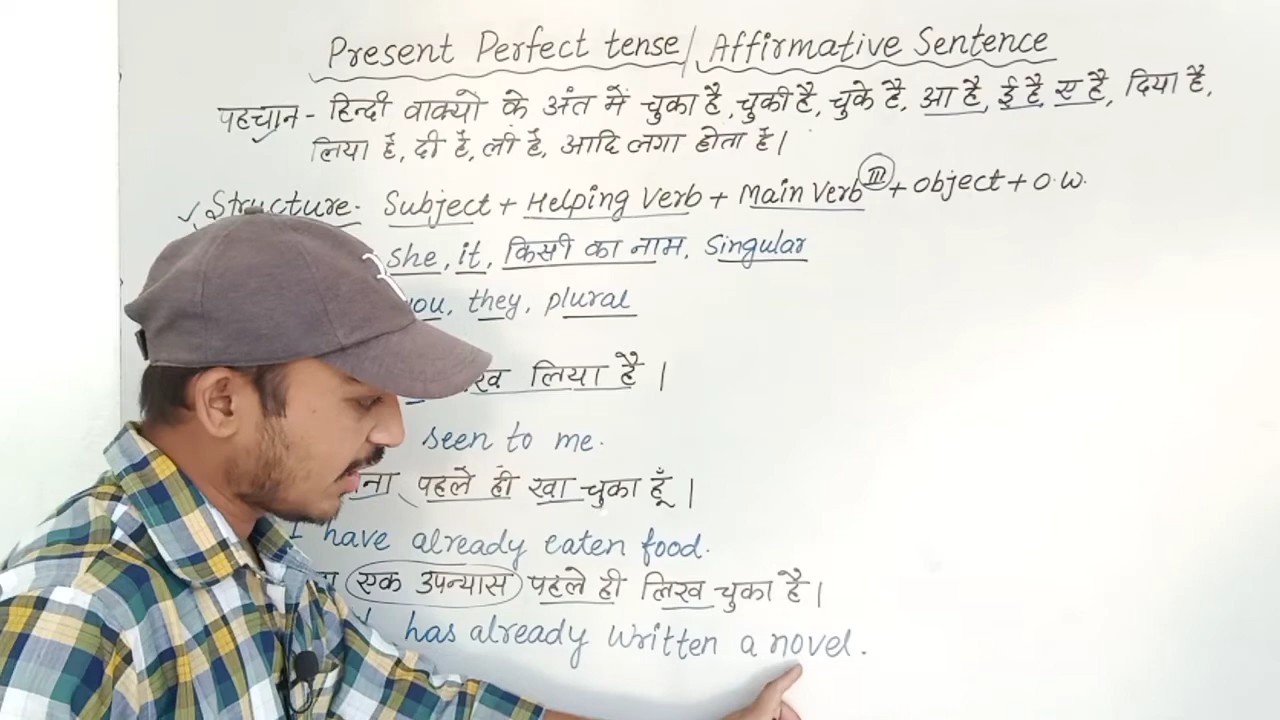 Present Perfect tense / Affirmative Sentence
पहचान - हिन्दी वाक्यो के अंत में चुका है, चुकी है, चुके है, आ है, ई है, ए है, दिया है,
लिया है, दी है, ली है, आदि लगा होता है।
Structure- Subject + Helping Verb + Main Verb III + Object + O.W.
she, it, किसी का नाम, Singular
you, they, plural
लिया है।
seen to me.
पहले ही खा चुका हूँ।
I have already eaten food.
एक उपन्यास पहले ही लिख चुका है।
has already written a novel.